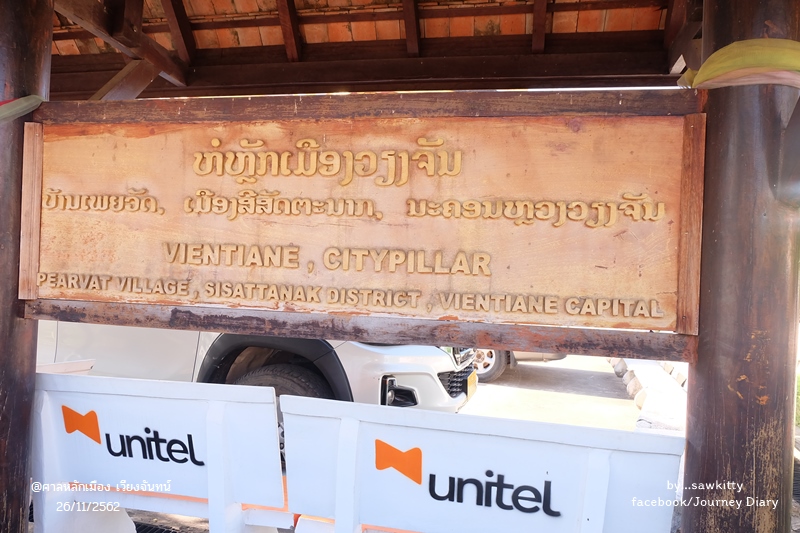 ຫໍຫຼັກເມືອງວຽງຈັນ
ບ້ານເພຍວັດ, ເມືອງສີສັດຕະນາກ, ນະຄອນຫຼວງວຽງຈັນ
VIENTIANE , CITYPILLAR
PEARVAT VILLAGE , SISATTANAK DISTRICT , VIENTIANE CAPITAL
unitel
unitel
@ศาลหลักเมือง เวียงจันทน์
26/11/2562
by...sawkitty
facebook/Journey Diary